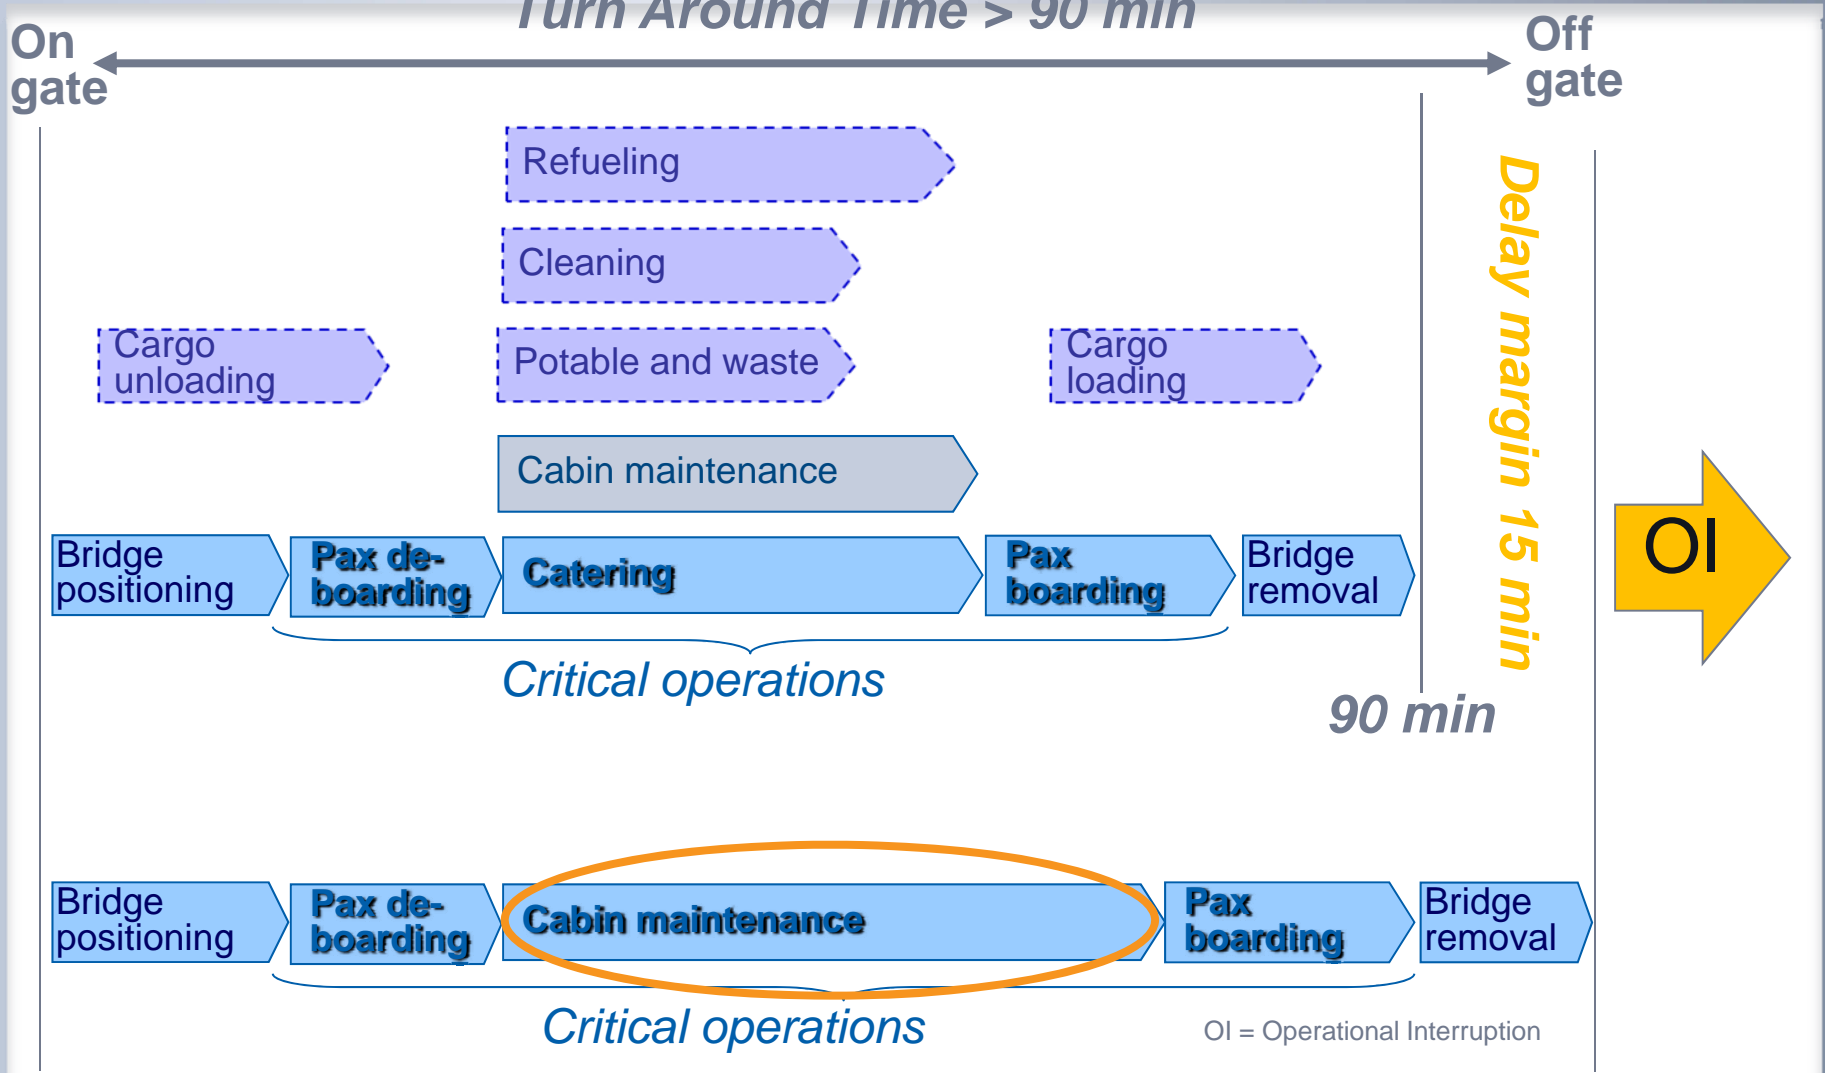 Turn Around Time > 90 min
On
gate
Off
gate
Refueling
Cleaning
Cargo
unloading
Potable and waste
Cargo
loading
Delay margin 15 min
Cabin maintenance
Bridge
positioning
Pax de-
boarding
Catering
Pax
boarding
Bridge
removal
OI
Critical operations
90 min
Bridge
positioning
Pax de-
boarding
Cabin maintenance
Pax
boarding
Bridge
removal
Critical operations
OI = Operational Interruption